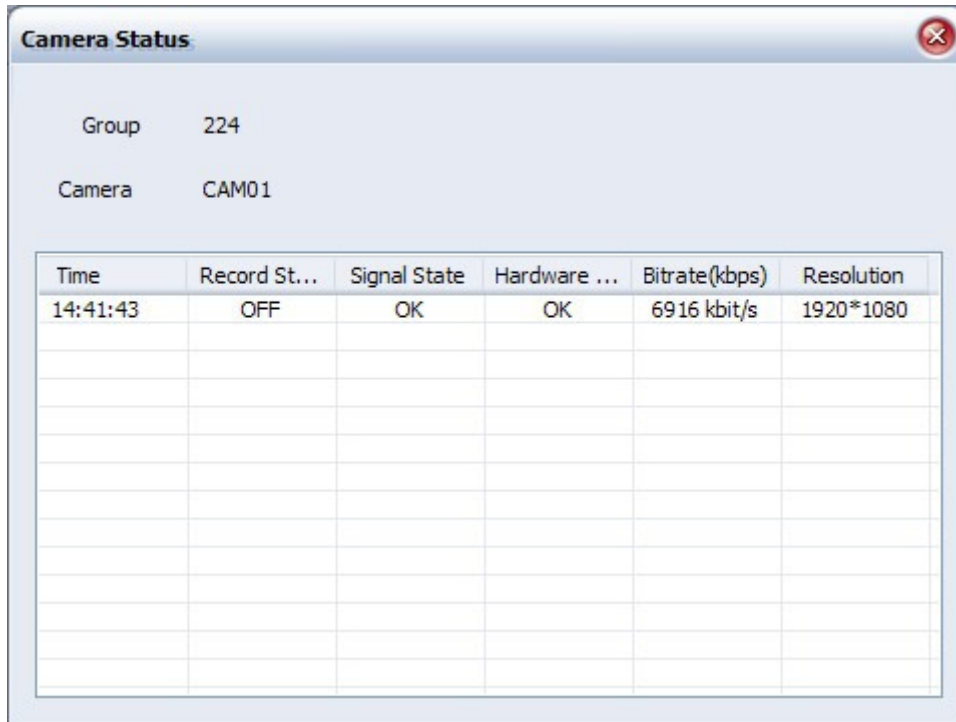 Camera Status
Group 224
Camera CAM01
Time Record St... Signal State Hardware ... Bitrate(kbps) Resolution
14:41:43 OFF OK OK 6916 kbit/s 1920*1080